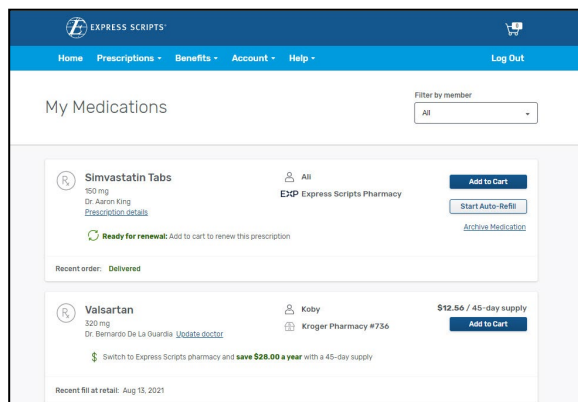 EXPRESS SCRIPTS®
0
Home Prescriptions Benefits Account Help Log Out
My Medications
Filter by member
All
Rx
Simvastatin Tabs
150 mg
Dr. Aaron King
Prescription details
Ali
EXP Express Scripts Pharmacy
Add to Cart
Start Auto-Refill
Archive Medication
Ready for renewal: Add to cart to renew this prescription
Recent order: Delivered
Rx
Valsartan
320 mg
Dr. Bernardo De La Guardia Update doctor
Koby
Kroger Pharmacy #736
$12.56 / 45-day supply
Add to Cart
$ Switch to Express Scripts pharmacy and save $28.00 a year with a 45-day supply
Recent fill at retail: Aug 13, 2021